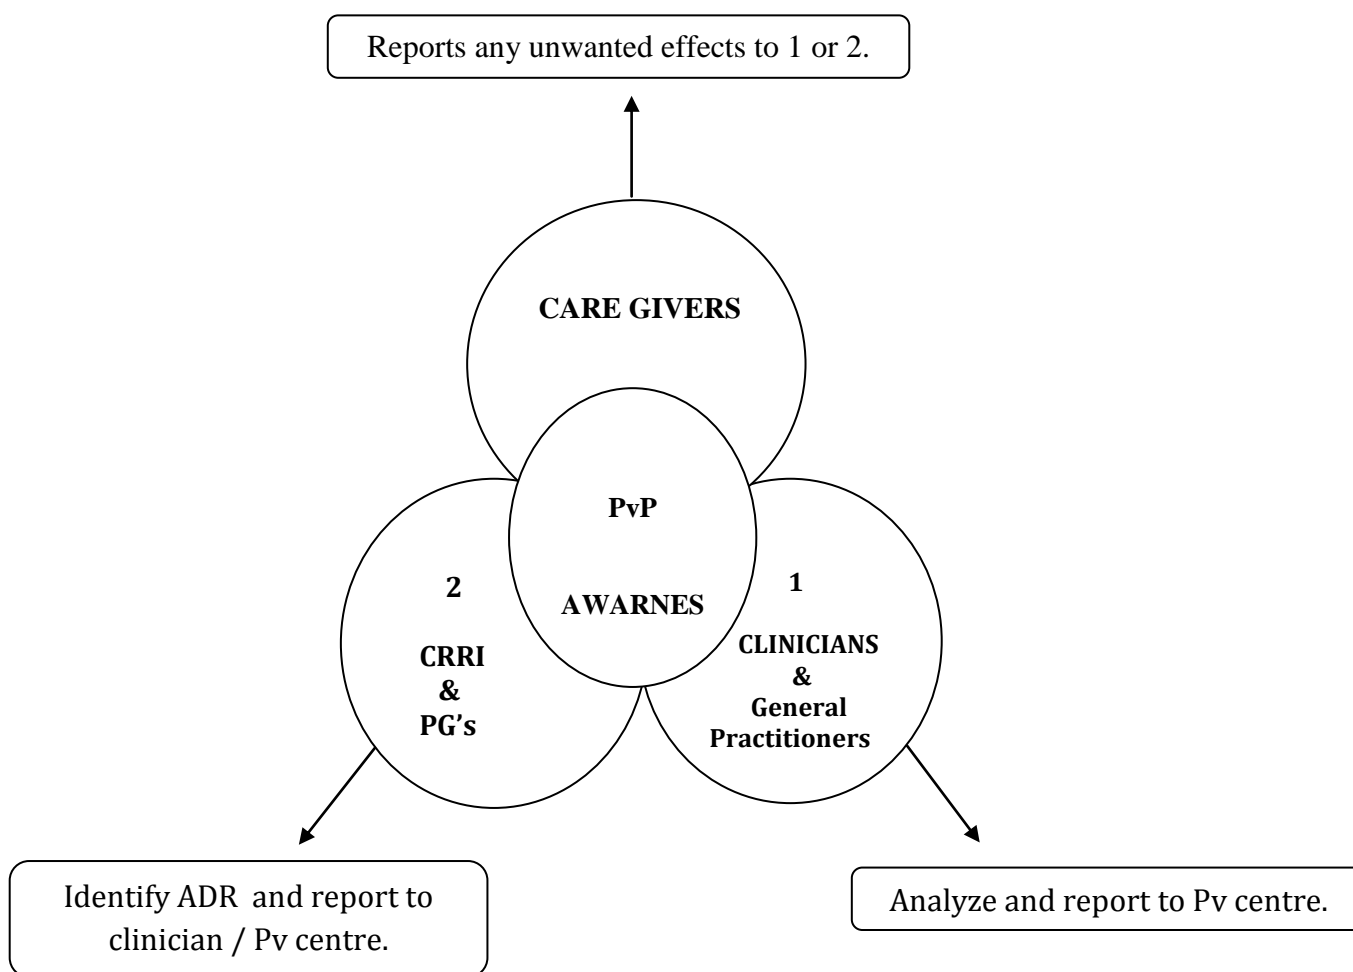 Reports any unwanted effects to 1 or 2.
CARE GIVERS
PvP
AWARNES
2
CRRI
&
PG’s
1
CLINICIANS
&
General
Practitioners
Identify ADR and report to
clinician / Pv centre.
Analyze and report to Pv centre.